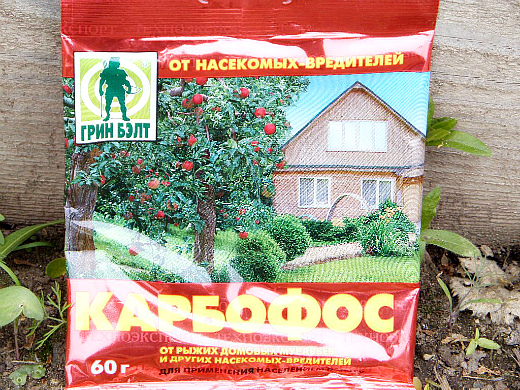 ОТ НАСЕКОМЫХ-ВРЕДИТЕЛЕЙ
ГРИН БЭЛТ
КАРБОФОС
60 г
ОТ РЫЖИХ ДОМОВЫХ
И ДРУГИХ НАСЕКОМЫХ-ВРЕДИТЕЛЕЙ
ДЛЯ ПРИМЕНЕНИЯ НАСЕЛЕНИЕМ